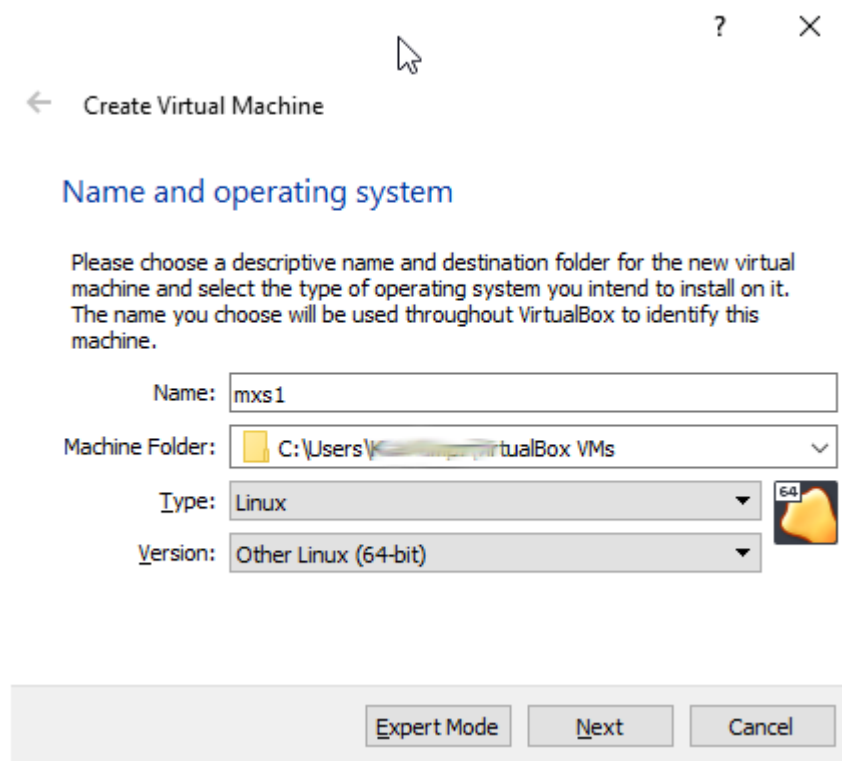 ?
Create Virtual Machine
Name and operating system
Please choose a descriptive name and destination folder for the new virtual
machine and select the type of operating system you intend to install on it.
The name you choose will be used throughout VirtualBox to identify this
machine.
Name: mxs1
Machine Folder: C:\Users\ tualBox VMs
Type: Linux
64
Version: Other Linux (64-bit)
Expert Mode Next Cancel